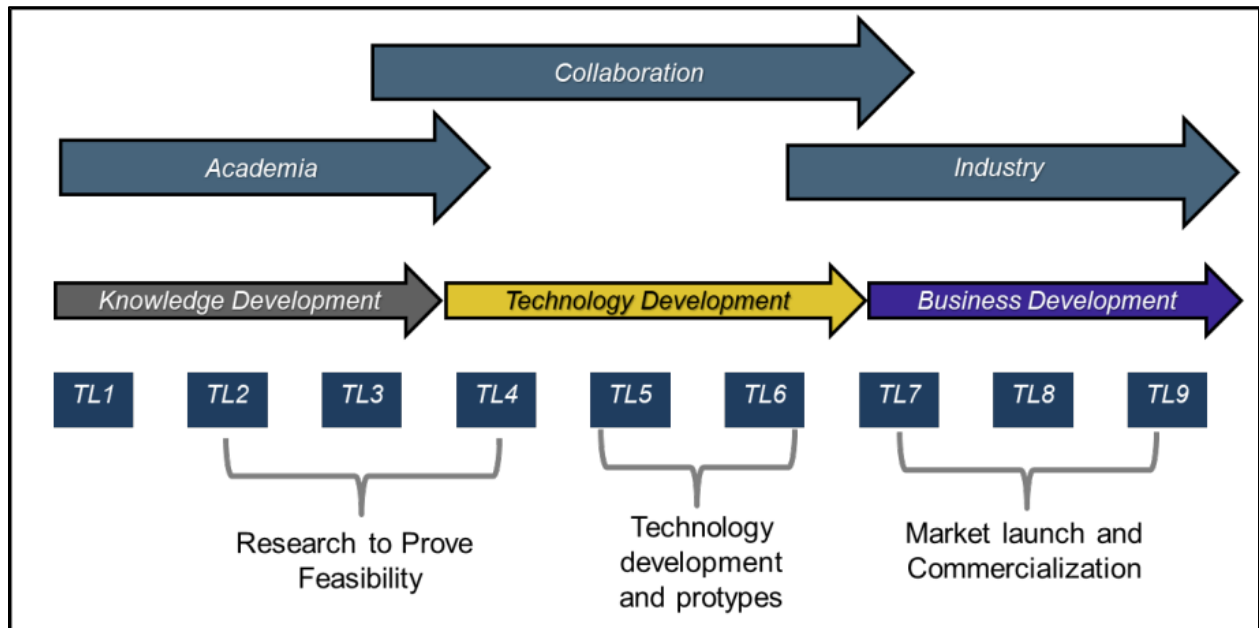 Collaboration
Academia
Industry
Knowledge Development
Technology Development
Business Development
TL1
TL2
TL3
TL4
TL5
TL6
TL7
TL8
TL9
Research to Prove
Feasibility
Technology
development
and protypes
Market launch and
Commercialization